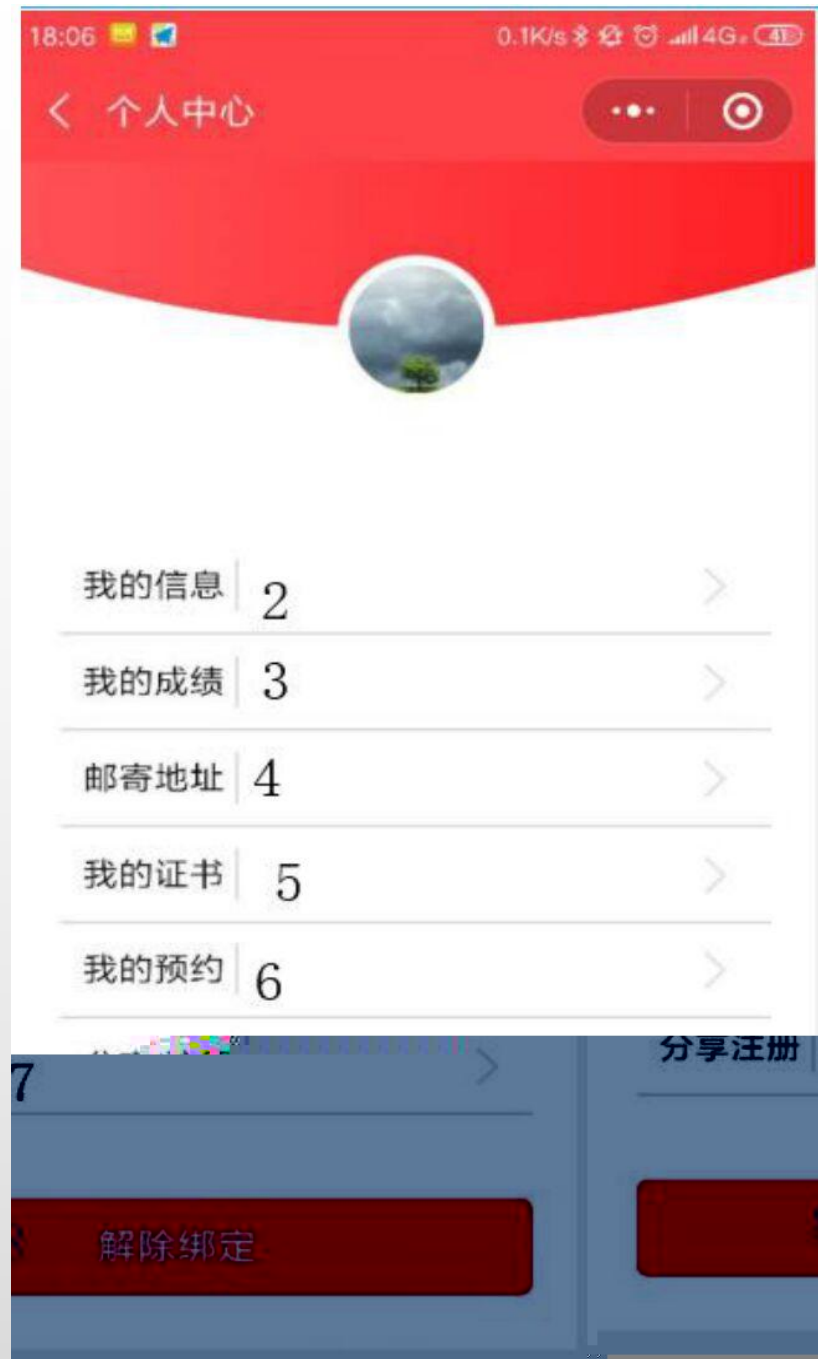 18:06 0.1K/s 4G 41
个人中心
我的信息 2
我的成绩 3
邮寄地址 4
我的证书 5
我的预约 6
分享注册
7
解除绑定